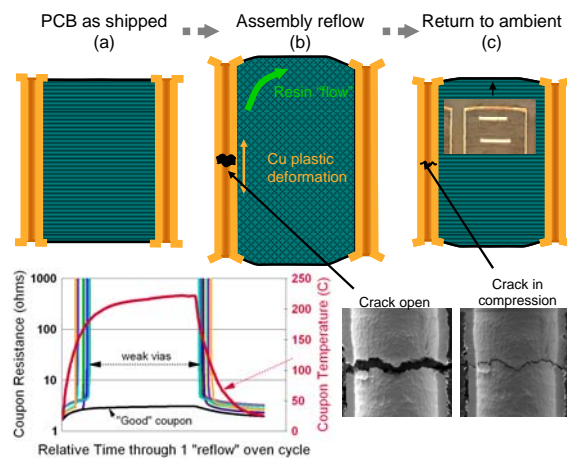 PCB as shipped
(a)
Assembly reflow
(b)
Return to ambient
(c)
Resin "flow"
Cu plastic
deformation
Crack open
Crack in
compression
Coupon Resistance (ohms)
1000
100
10
1
weak vias
"Good" coupon
250
200
150
100
50
0
Coupon Temperature (C)
Relative Time through 1 "reflow" oven cycle